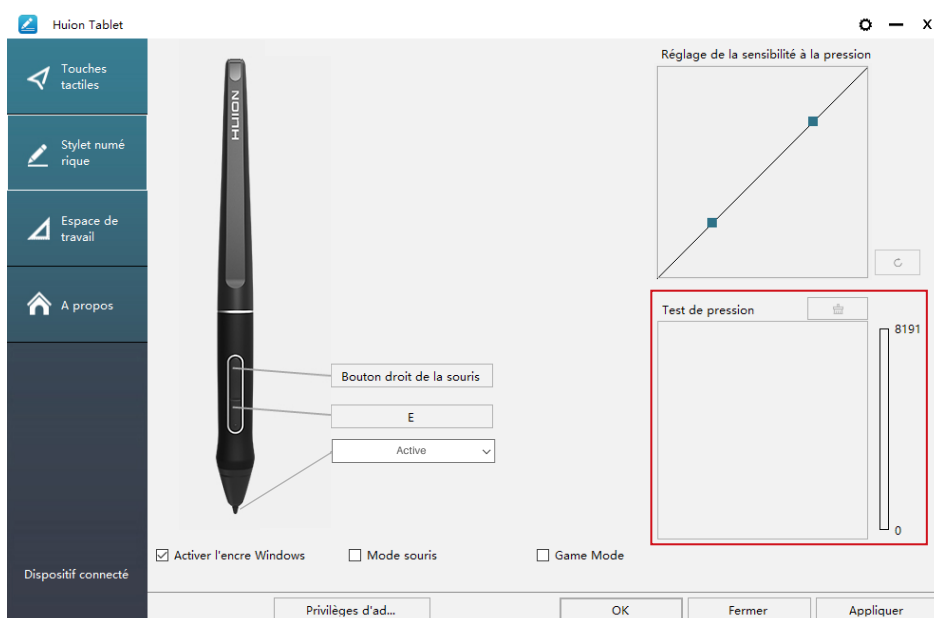 Huion Tablet
X
Touches
tactiles
Stylet numé
rique
Espace de
travail
A propos
Dispositif connecté
HUION
Bouton droit de la souris
E
Active
Réglage de la sensibilité à la pression
Test de pression
8191
0
Activer l'encre Windows
Mode souris
Game Mode
Privilèges d'ad...
OK
Fermer
Appliquer